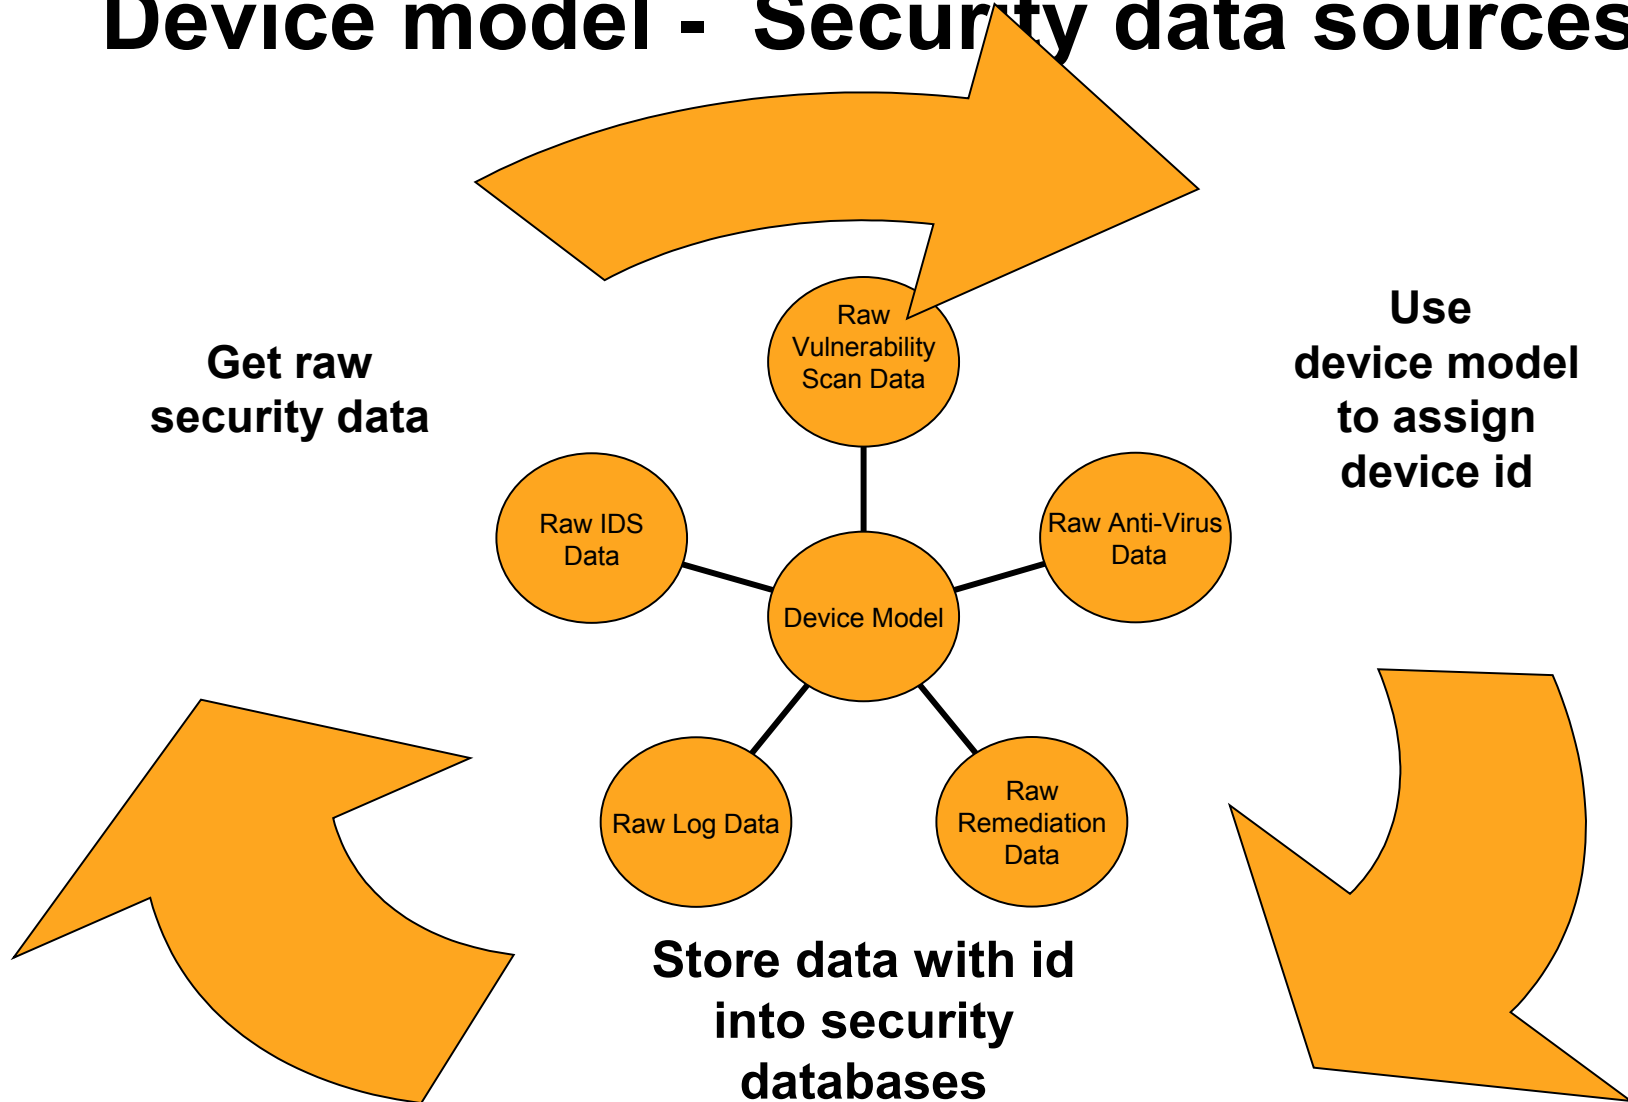 Device model - Security data sources
Raw
Vulnerability
Scan Data
Use
device model
to assign
device id
Get raw
security data
Raw IDS
Data
Raw Anti-Virus
Data
Device Model
Raw Log Data
Raw
Remediation
Data
Store data with id
into security
databases